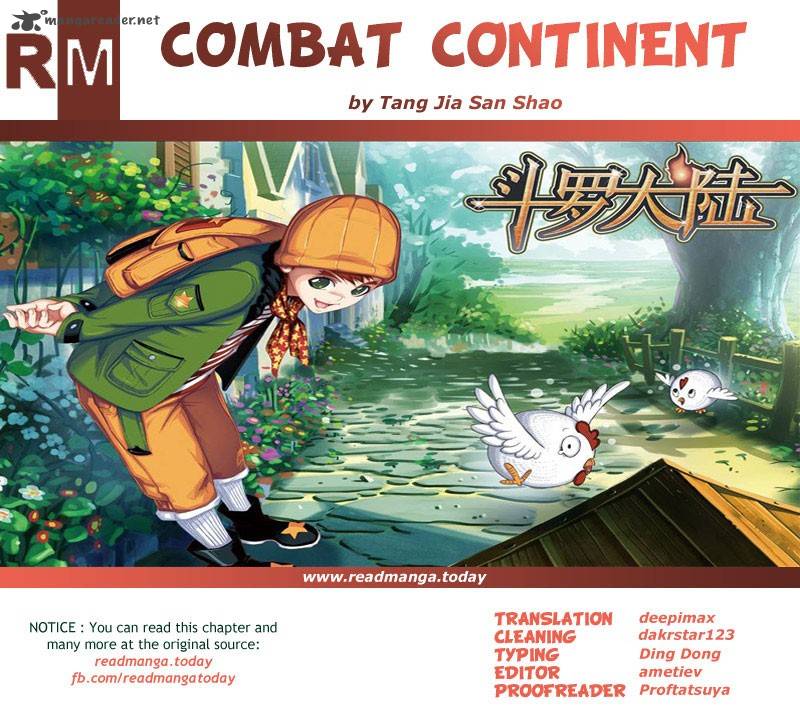 mangareader.net
RM
COMBAT CONTINENT
by Tang Jia San Shao
斗罗大陆
www.readmanga.today
NOTICE : You can read this chapter and
many more at the original source:
readmanga.today
fb.com/readmangatoday
TRANSLATION deepimax
CLEANING dakrstar123
TYPING Ding Dong
EDITOR ametiev
PROOFREADER Proftatsuya